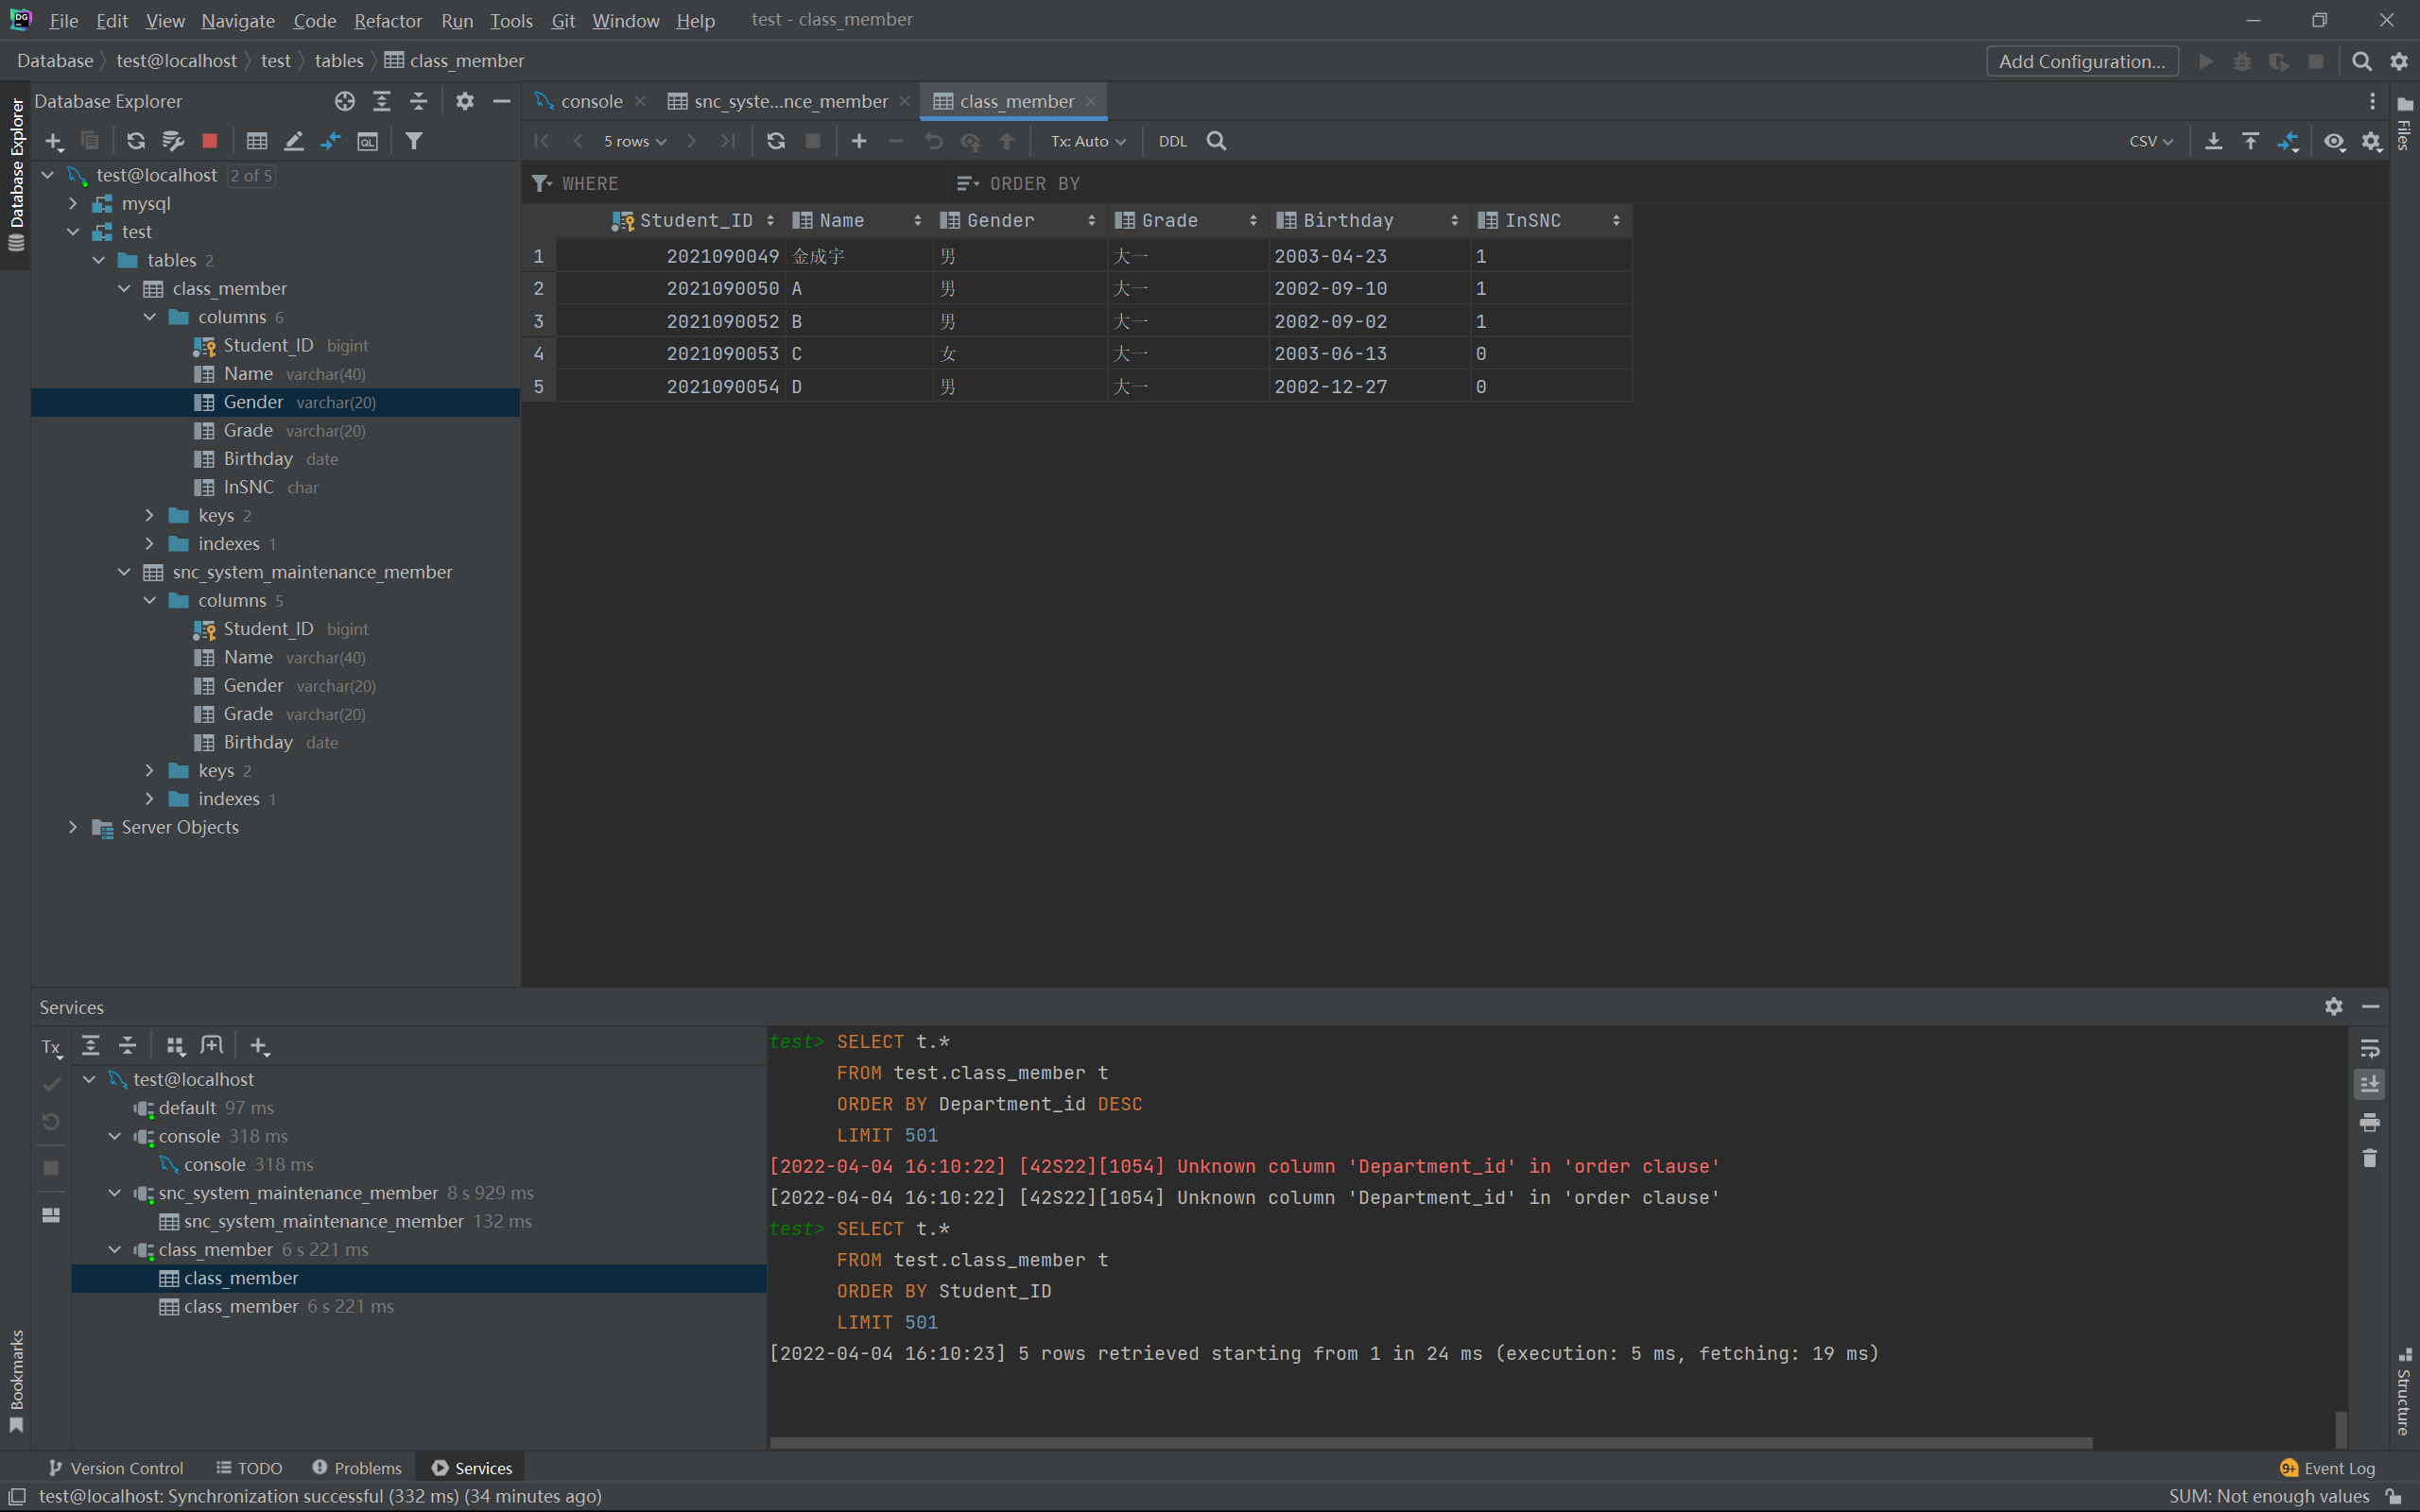 File Edit View Navigate Code Refactor Run Tools Git Window Help test - class_member
Database test@localhost test tables class_member Add Configuration...
Database Explorer
Database Explorer
console snc_syste...nce_member class_member
Files
5 rows Tx: Auto DDL CSV
WHERE ORDER BY
test@localhost 2 of 5
mysql
test
tables 2
class_member
columns 6
Student_ID bigint
Name varchar(40)
Gender varchar(20)
Grade varchar(20)
Birthday date
InSNC char
keys 2
indexes 1
snc_system_maintenance_member
columns 5
Student_ID bigint
Name varchar(40)
Gender varchar(20)
Grade varchar(20)
Birthday date
keys 2
indexes 1
Server Objects
Student_ID Name Gender Grade Birthday InSNC
1 2021090049 金成宇 男 大一 2003-04-23 1
2 2021090050 A 男 大一 2002-09-10 1
3 2021090052 B 男 大一 2002-09-02 1
4 2021090053 C 女 大一 2003-06-13 0
5 2021090054 D 男 大一 2002-12-27 0
Services
Tx
test@localhost
default 97 ms
console 318 ms
console 318 ms
snc_system_maintenance_member 8 s 929 ms
snc_system_maintenance_member 132 ms
class_member 6 s 221 ms
class_member
class_member 6 s 221 ms
test> SELECT t.*
FROM test.class_member t
ORDER BY Department_id DESC
LIMIT 501
[2022-04-04 16:10:22] [42S22][1054] Unknown column 'Department_id' in 'order clause'
[2022-04-04 16:10:22] [42S22][1054] Unknown column 'Department_id' in 'order clause'
test> SELECT t.*
FROM test.class_member t
ORDER BY Student_ID
LIMIT 501
[2022-04-04 16:10:23] 5 rows retrieved starting from 1 in 24 ms (execution: 5 ms, fetching: 19 ms)
Bookmarks
Structure
Version Control TODO Problems Services 9+ Event Log
test@localhost: Synchronization successful (332 ms) (34 minutes ago) SUM: Not enough values